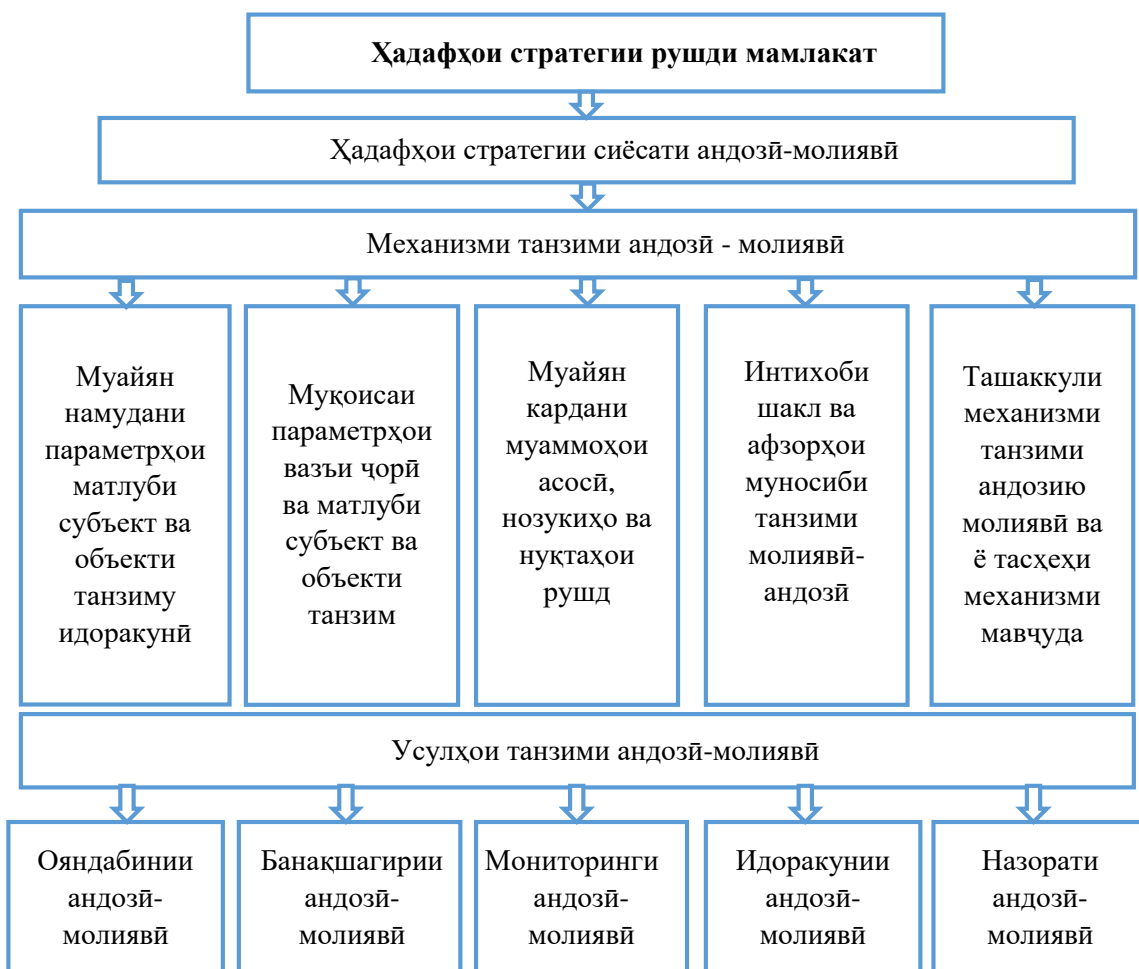 Ҳадафҳои стратегии рушди мамлакат
Ҳадафҳои стратегии сиёсати андозӣ-молиявӣ
Механизми танзими андозӣ - молиявӣ
Муайян
намудани
параметрҳои
матлуби
субъект ва
объекти
танзиму
идоракунӣ
Муқоисаи
параметрҳои
вазъи ҷорӣ
ва матлуби
субъект ва
объекти
танзим
Муайян
кардани
муаммоҳои
асосӣ,
нозукиҳо ва
нуқтаҳои
рушд
Интихоби
шакл ва
афзорҳои
муносиби
танзими
молиявӣ-
андозӣ
Ташаккули
механизми
танзими
андозию
молиявӣ ва
ё тасҳеҳи
механизми
мавҷуда
Усулҳои танзими андозӣ-молиявӣ
Ояндабинии
андозӣ-
молиявӣ
Банақшагирии
андозӣ-
молиявӣ
Мониторинги
андозӣ-
молиявӣ
Идоракунии
андозӣ-
молиявӣ
Назорати
андозӣ-
молиявӣ